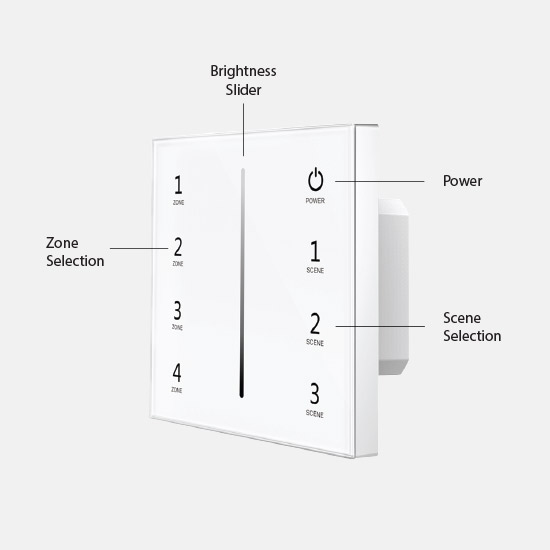 Brightness
Slider
1
ZONE
POWER
Power
Zone
Selection
2
ZONE
1
SCENE
3
ZONE
2
SCENE
Scene
Selection
4
ZONE
3
SCENE